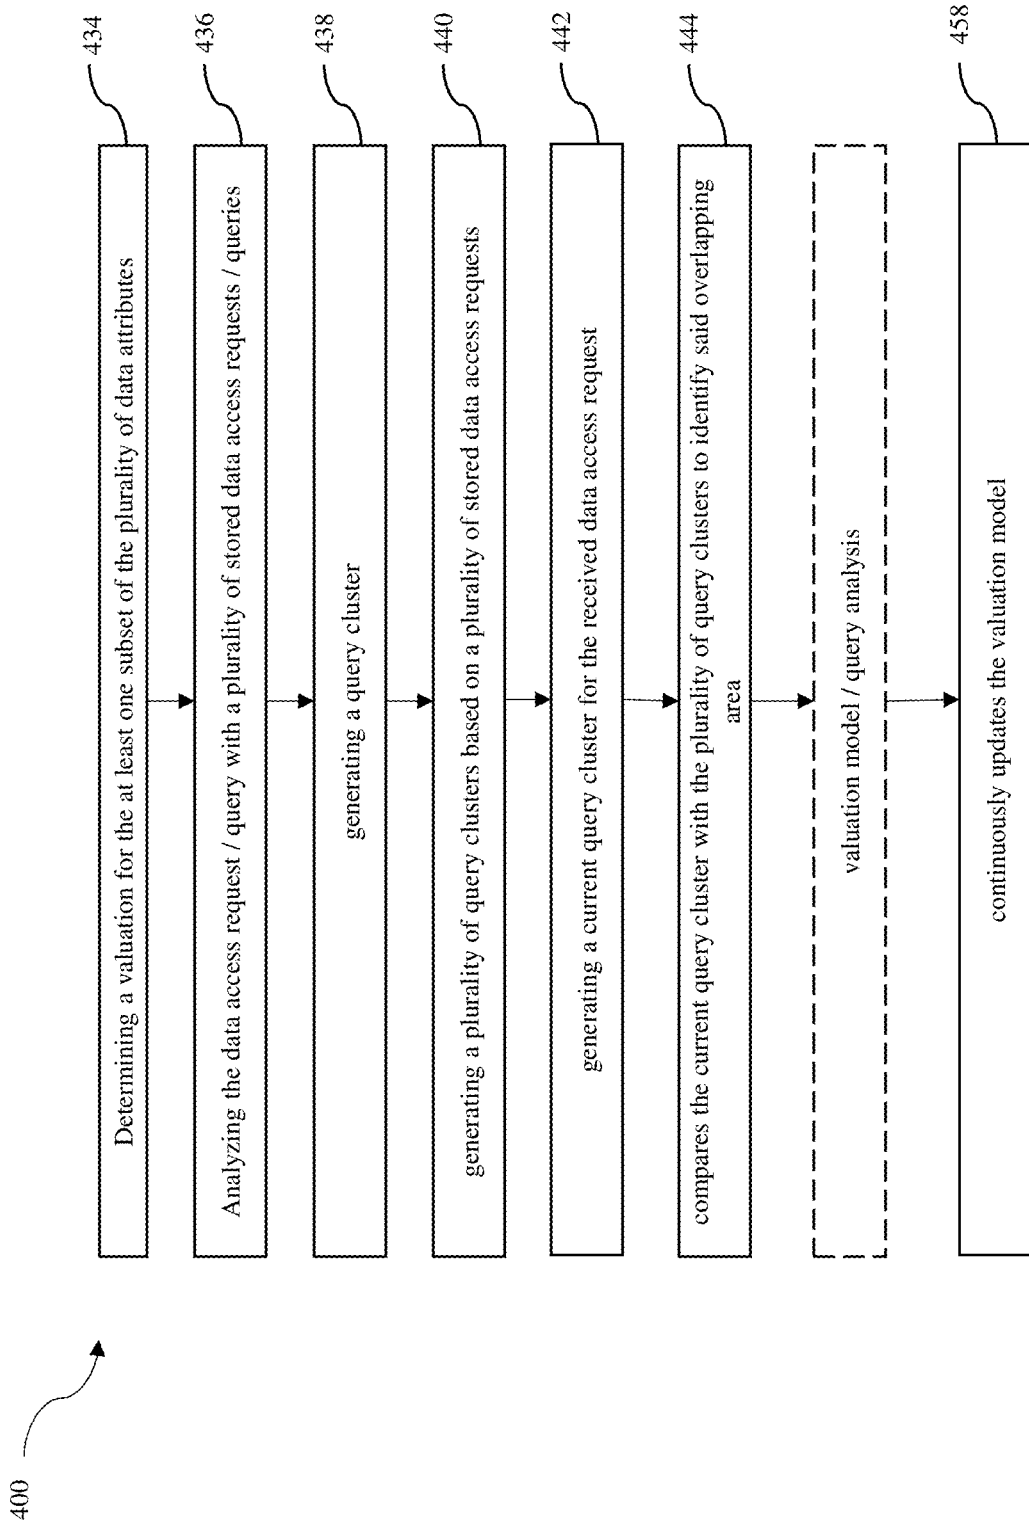 400
Determining a valuation for the at least one subset of the plurality of data attributes
434
Analyzing the data access request / query with a plurality of stored data access requests / queries
436
generating a query cluster
438
generating a plurality of query clusters based on a plurality of stored data access requests
440
generating a current query cluster for the received data access request
442
compares the current query cluster with the plurality of query clusters to identify said overlapping
area
444
valuation model / query analysis
continuously updates the valuation model
458